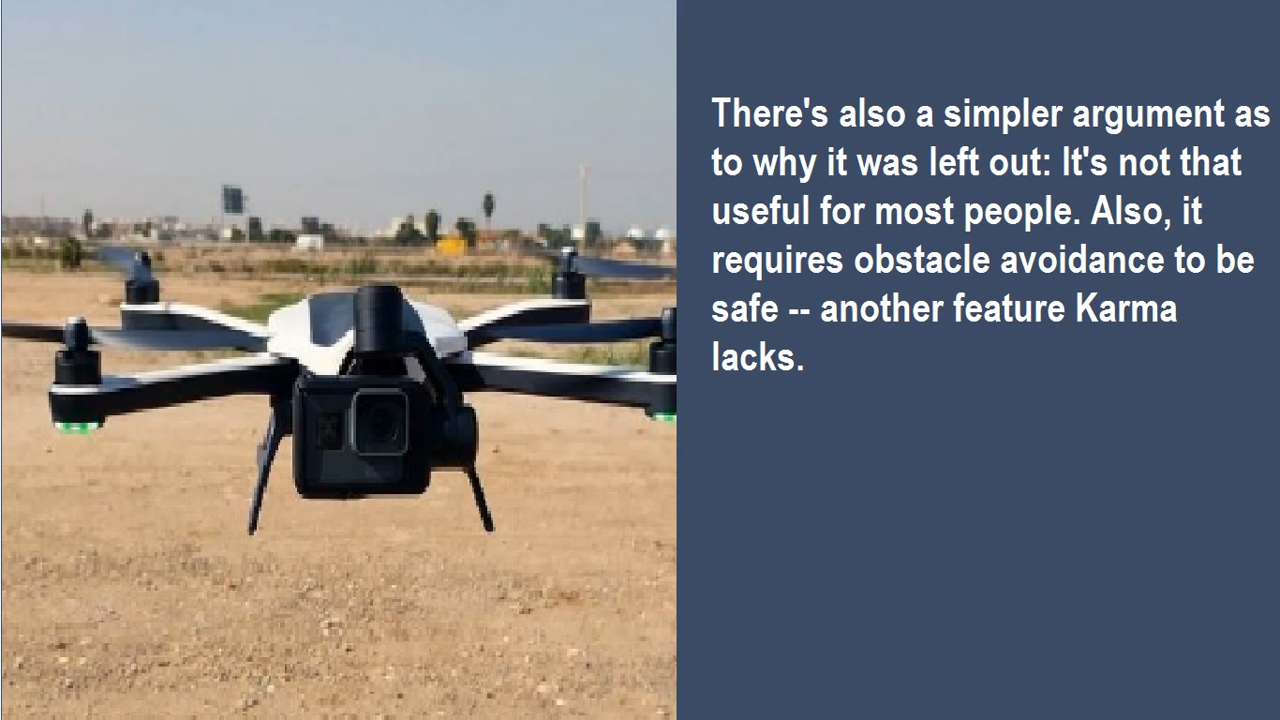 There's also a simpler argument as
to why it was left out: It's not that
useful for most people. Also, it
requires obstacle avoidance to be
safe -- another feature Karma
lacks.